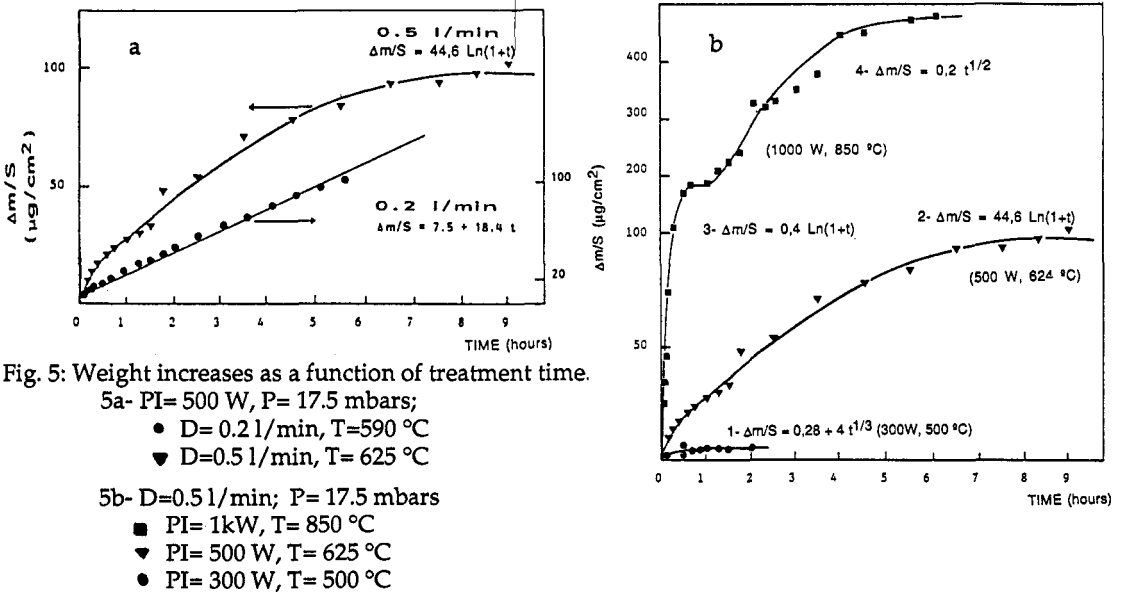 a
0.5 l/min
Δm/S = 44,6 Ln(1+t)
100
50
Δm/S
(µg/cm²)
100
20
0.2 l/min
Δm/S = 7.5 + 18.4 t
0 1 2 3 4 5 6 7 8 9
TIME (hours)
Fig. 5: Weight increases as a function of treatment time.
5a- PI= 500 W, P= 17.5 mbars;
● D= 0.2 l/min, T=590 °C
▼ D=0.5 l/min, T= 625 °C
5b- D=0.5 l/min; P= 17.5 mbars
■ PI= 1kW, T= 850 °C
▼ PI= 500 W, T= 625 °C
● PI= 300 W, T= 500 °C
b
400
300
200
100
50
Δm/S (µg/cm²)
4- Δm/S = 0,2 t1/2
(1000 W, 850 ºC)
3- Δm/S = 0,4 Ln(1+t)
2- Δm/S = 44,6 Ln(1+t)
(500 W, 624 ºC)
1- Δm/S = 0,28 + 4 t1/3 (300W, 500 ºC)
0 1 2 3 4 5 6 7 8 9
TIME (hours)